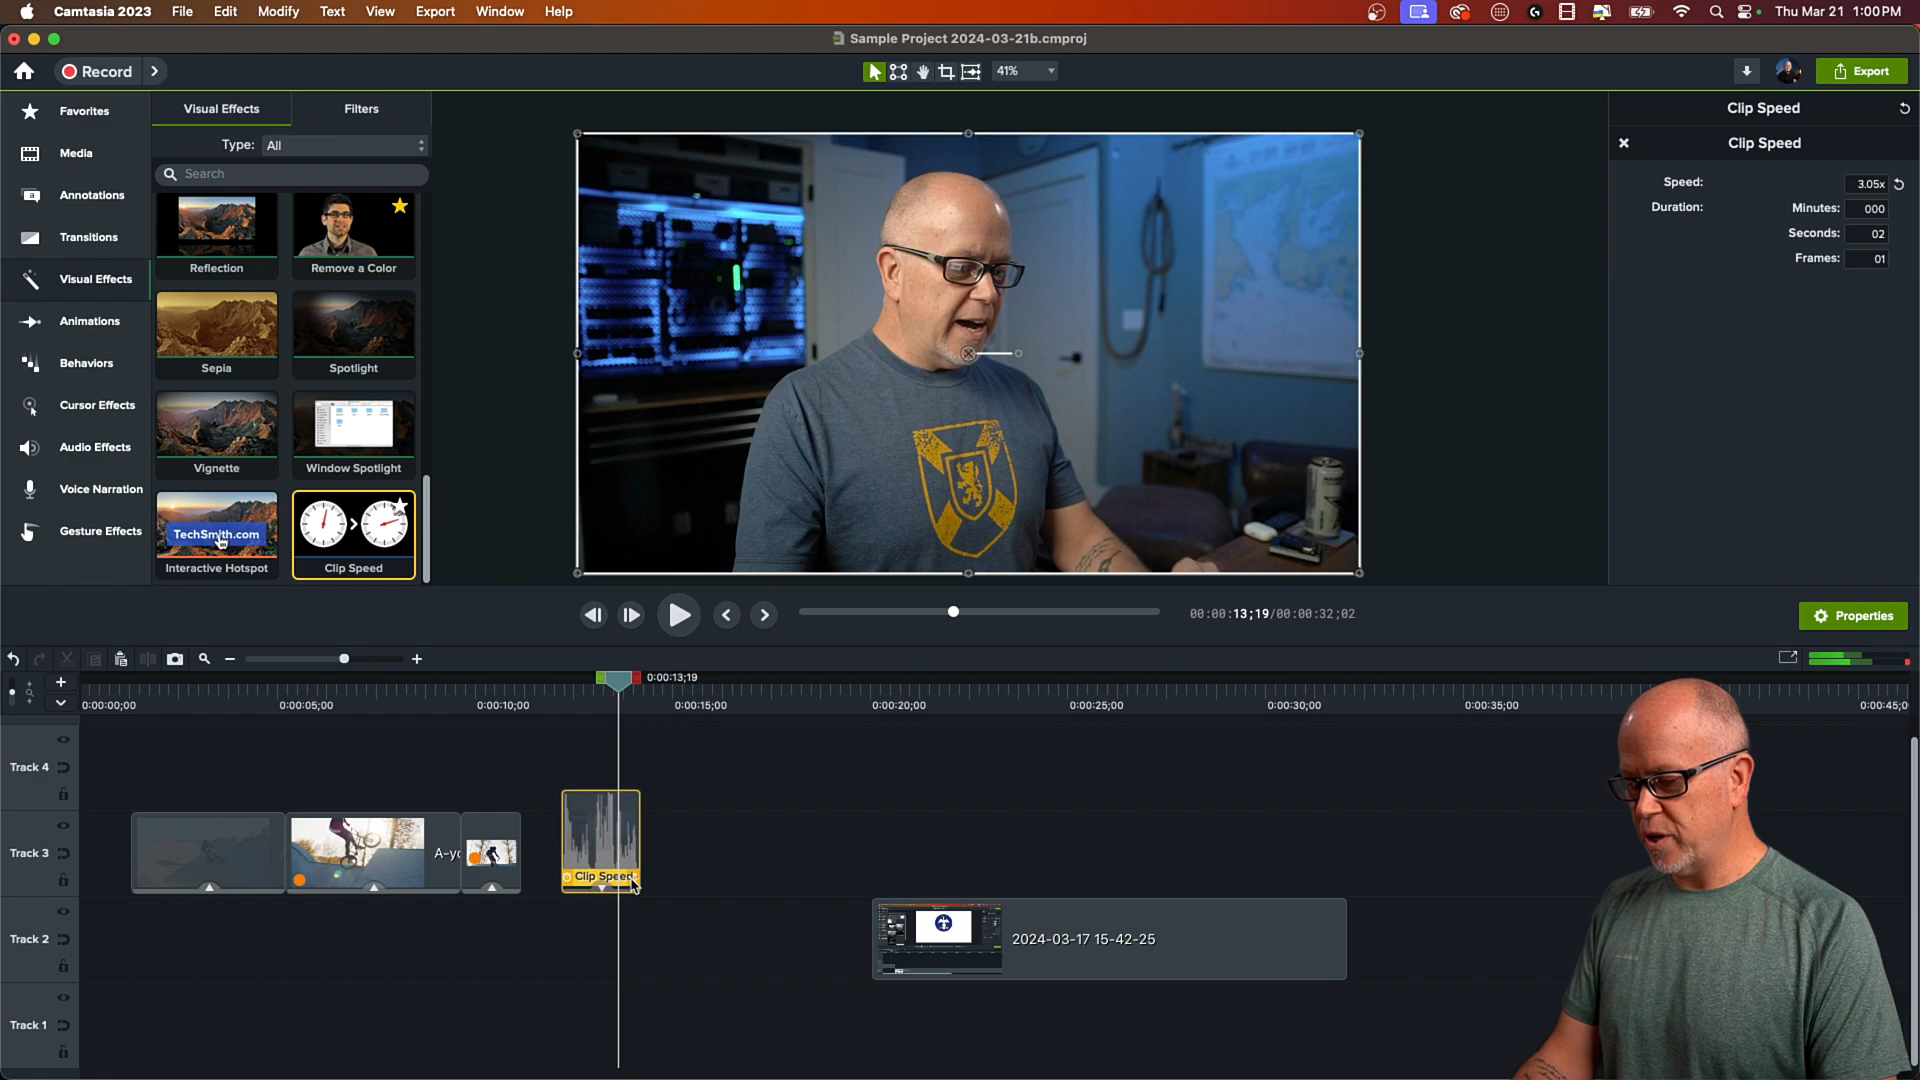 Camtasia 2023 File Edit Modify Text View Export Window Help Thu Mar 21 1:00 PM
Sample Project 2024-03-21b.cmproj
Record 41% Export
Favorites
Media
Annotations
Transitions
Visual Effects
Animations
Behaviors
Cursor Effects
Audio Effects
Voice Narration
Gesture Effects
Visual Effects Filters
Type: All
Search
Reflection Remove a Color
Sepia Spotlight
Vignette Window Spotlight
TechSmith.com
Interactive Hotspot Clip Speed
Clip Speed
Clip Speed
Speed: 3.05x
Duration: Minutes: 000
Seconds: 02
Frames: 01
00:00:13;19/00:00:32;02
Properties
0:00:13;19
0:00:00;00 0:00:05;00 0:00:10;00 0:00:15;00 0:00:20;00 0:00:25;00 0:00:30;00 0:00:35;00 0:00:45;0
Track 4
Track 3
A-yo
Clip Speed
Track 2
2024-03-17 15-42-25
Track 1